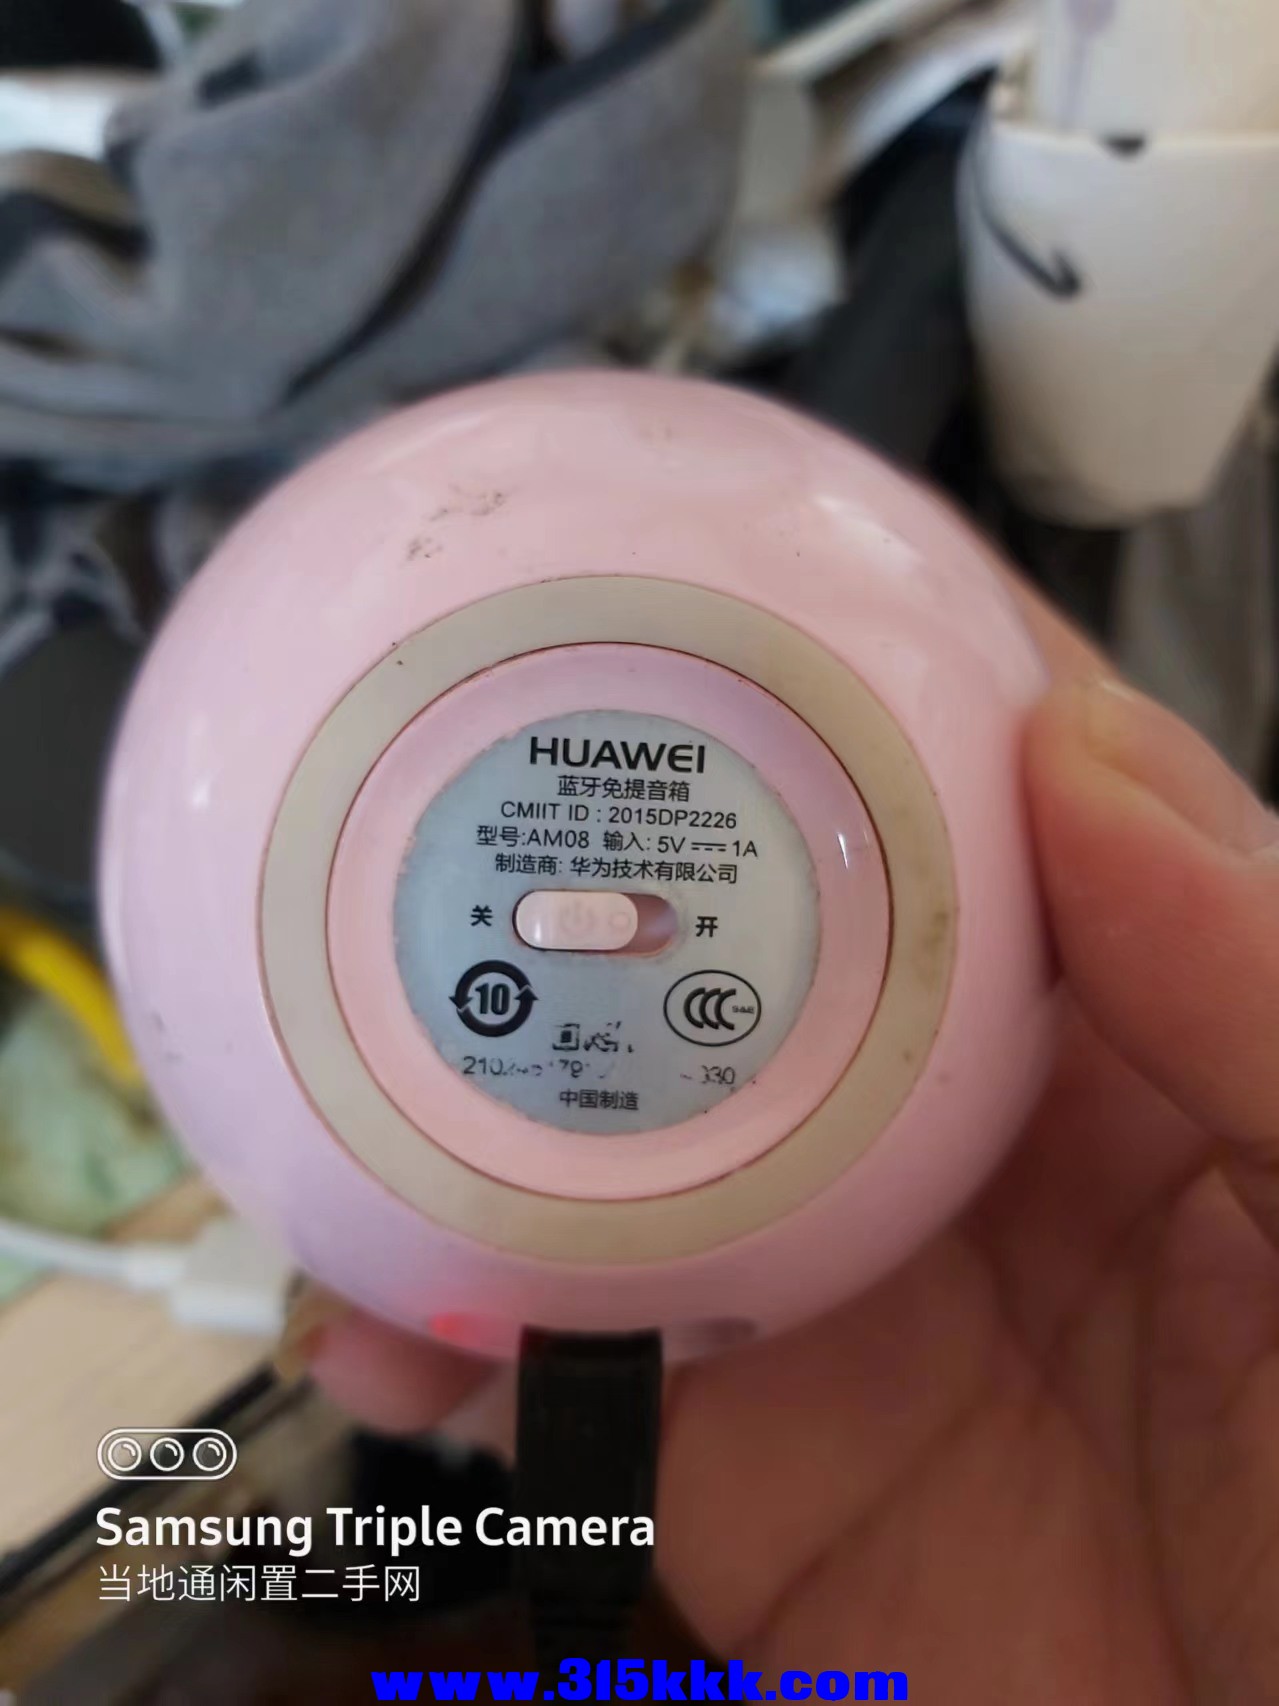 HUAWEI
蓝牙免提音箱
CMIIT ID : 2015DP2226
型号:AM08 输入: 5V 1A
制造商: 华为技术有限公司
关
开
10
CCC
中国制造
Samsung Triple Camera
当地通闲置二手网
www.315kkk.com